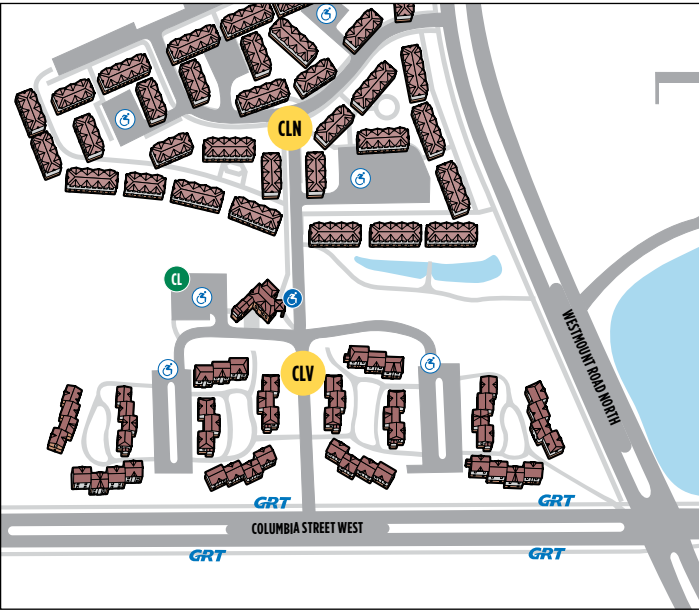 CLN
CL
WESTMOUNT ROAD NORTH
CLV
GRT
GRT
COLUMBIA STREET WEST
GRT
GRT